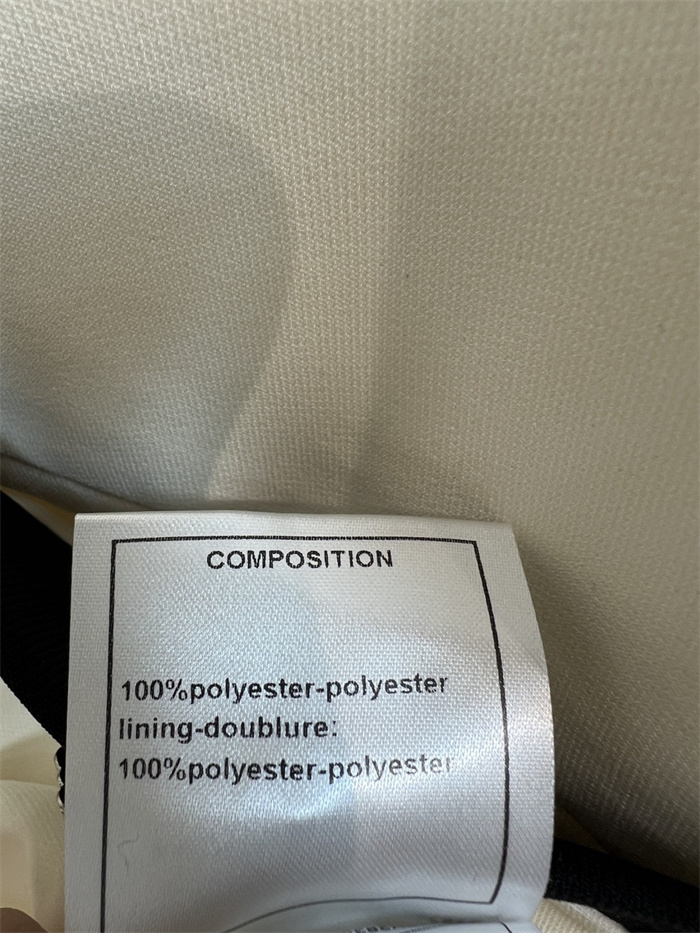 COMPOSITION
100%polyester-polyester
lining-doublure:
100%polyester-polyester